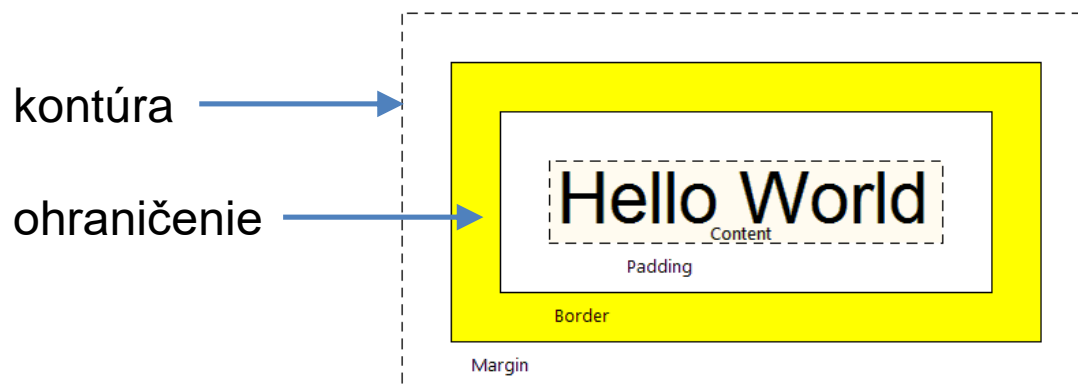 kontúra
ohraničenie
Hello World
Content
Padding
Border
Margin